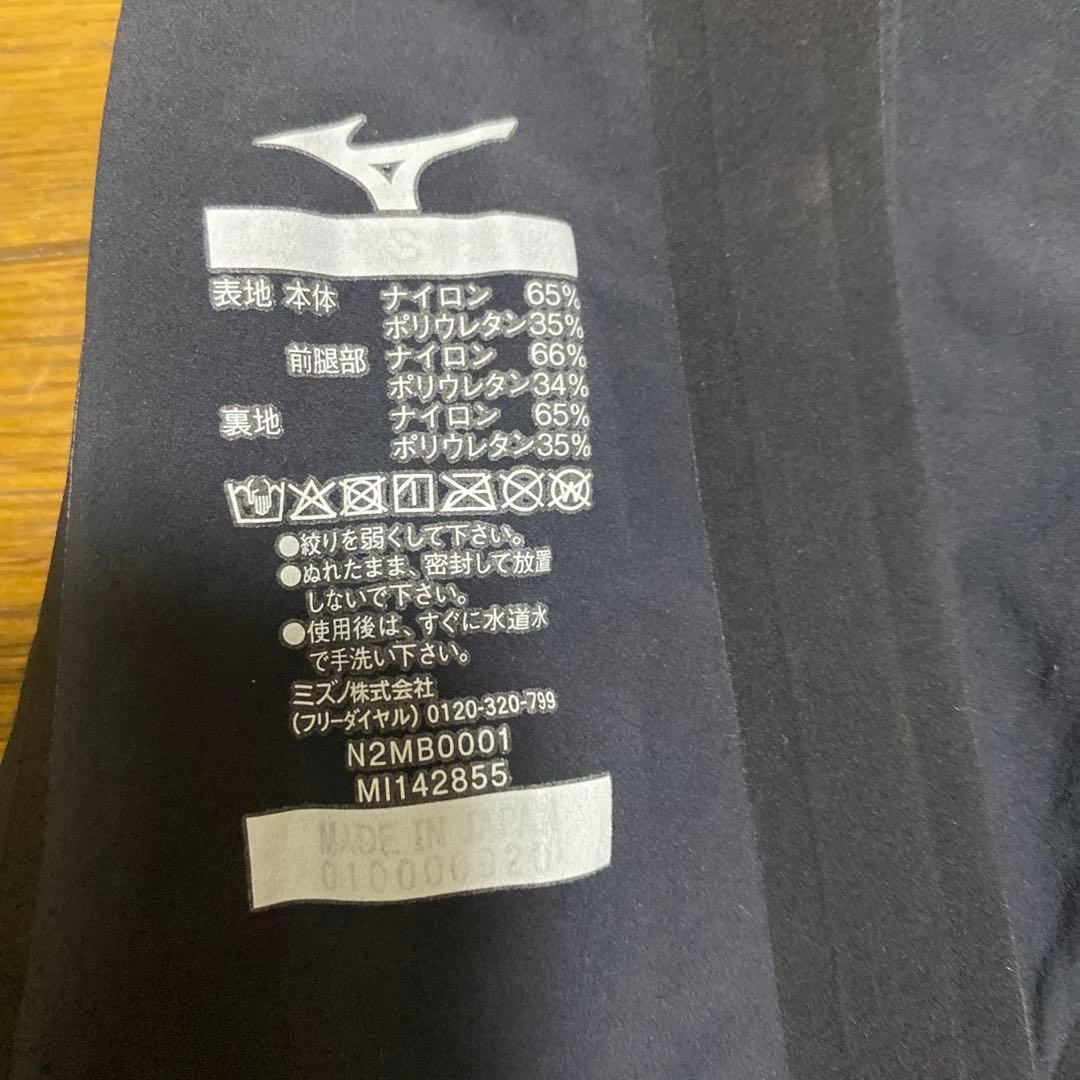 S
表地 本体 ナイロン 65%
ポリウレタン35%
前腿部 ナイロン 66%
ポリウレタン34%
裏地 ナイロン 65%
ポリウレタン35%
●絞りを弱くして下さい。
●ぬれたまま、密封して放置
しないで下さい。
●使用後は、すぐに水道水
で手洗い下さい。
ミズノ株式会社
(フリーダイヤル) 0120-320-799
N2MB0001
MI142855
MADE IN JAPAN